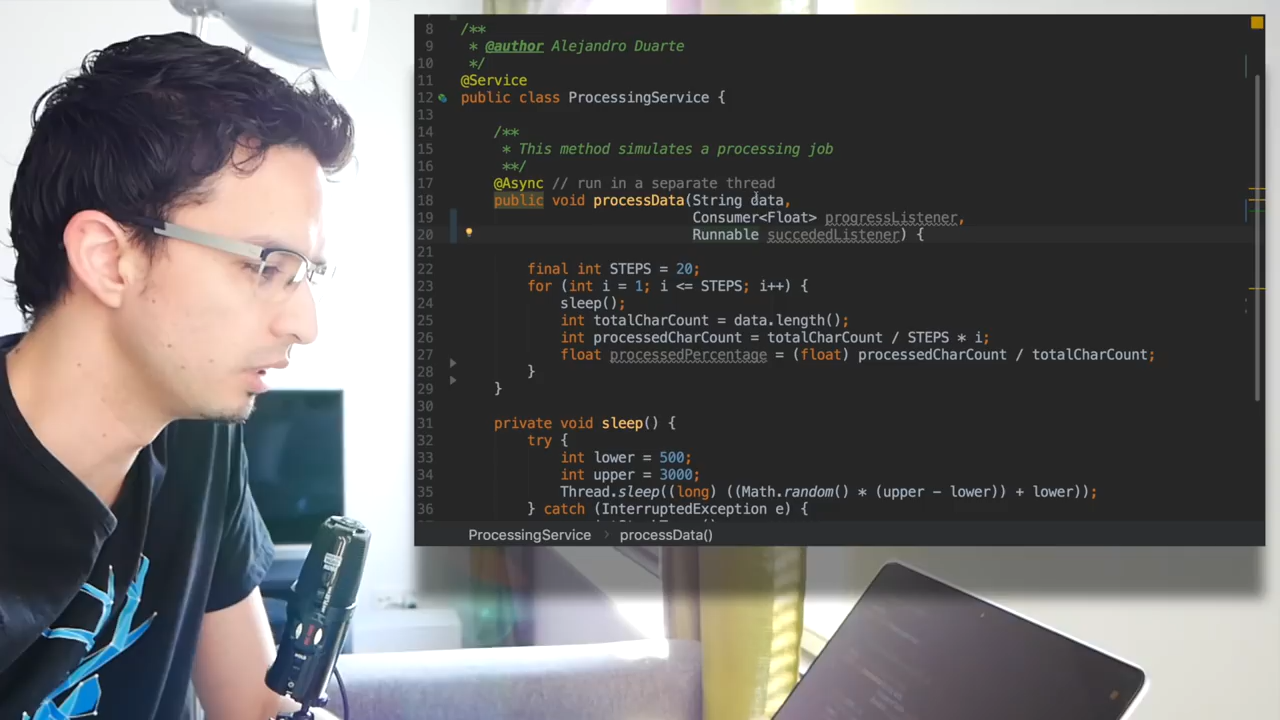 8 /**
9 * @author Alejandro Duarte
10 */
11 @Service
12 public class ProcessingService {
13
14 /**
15 * This method simulates a processing job
16 **/
17 @Async // run in a separate thread
18 public void processData(String data,
19 Consumer<Float> progressListener,
20 Runnable succededListener) {
21
22 final int STEPS = 20;
23 for (int i = 1; i <= STEPS; i++) {
24 sleep();
25 int totalCharCount = data.length();
26 int processedCharCount = totalCharCount / STEPS * i;
27 float processedPercentage = (float) processedCharCount / totalCharCount;
28 }
29 }
30
31 private void sleep() {
32 try {
33 int lower = 500;
34 int upper = 3000;
35 Thread.sleep((long) ((Math.random() * (upper - lower)) + lower));
36 } catch (InterruptedException e) {
ProcessingService > processData()